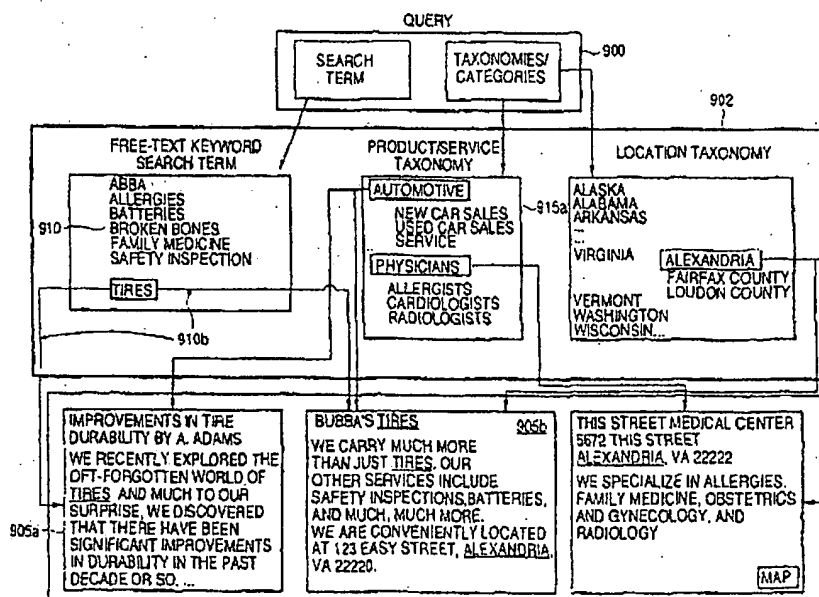 QUERY
SEARCH TERM
TAXONOMIES/ CATEGORIES
900
902
FREE-TEXT KEYWORD SEARCH TERM
PRODUCT/SERVICE TAXONOMY
LOCATION TAXONOMY
910
ABBA
ALLERGIES
BATTERIES
BROKEN BONES
FAMILY MEDICINE
SAFETY INSPECTION
TIRES
910b
AUTOMOTIVE
NEW CAR SALES
USED CAR SALES
SERVICE
PHYSICIANS
ALLERGISTS
CARDIOLOGISTS
RADIOLOGISTS
915a
ALASKA
ALABAMA
ARKANSAS
...
...
VIRGINIA
ALEXANDRIA
FAIRFAX COUNTY
LOUDON COUNTY
VERMONT
WASHINGTON
WISCONSIN...
905a
IMPROVEMENTS IN TIRE
DURABILITY BY A. ADAMS
WE RECENTLY EXPLORED THE
OFT-FORGOTTEN WORLD OF
TIRES AND MUCH TO OUR
SURPRISE, WE DISCOVERED
THAT THERE HAVE BEEN
SIGNIFICANT IMPROVEMENTS
IN DURABILITY IN THE PAST
DECADE OR SO. ...
BUBBA'S TIRES 905b
WE CARRY MUCH MORE
THAN JUST TIRES. OUR
OTHER SERVICES INCLUDE
SAFETY INSPECTIONS, BATTERIES,
AND MUCH, MUCH MORE.
WE ARE CONVENIENTLY LOCATED
AT 123 EASY STREET, ALEXANDRIA,
VA 22220.
THIS STREET MEDICAL CENTER
5672 THIS STREET
ALEXANDRIA, VA 22222
WE SPECIALIZE IN ALLERGIES.
FAMILY MEDICINE, OBSTETRICS
AND GYNECOLOGY, AND
RADIOLOGY
MAP